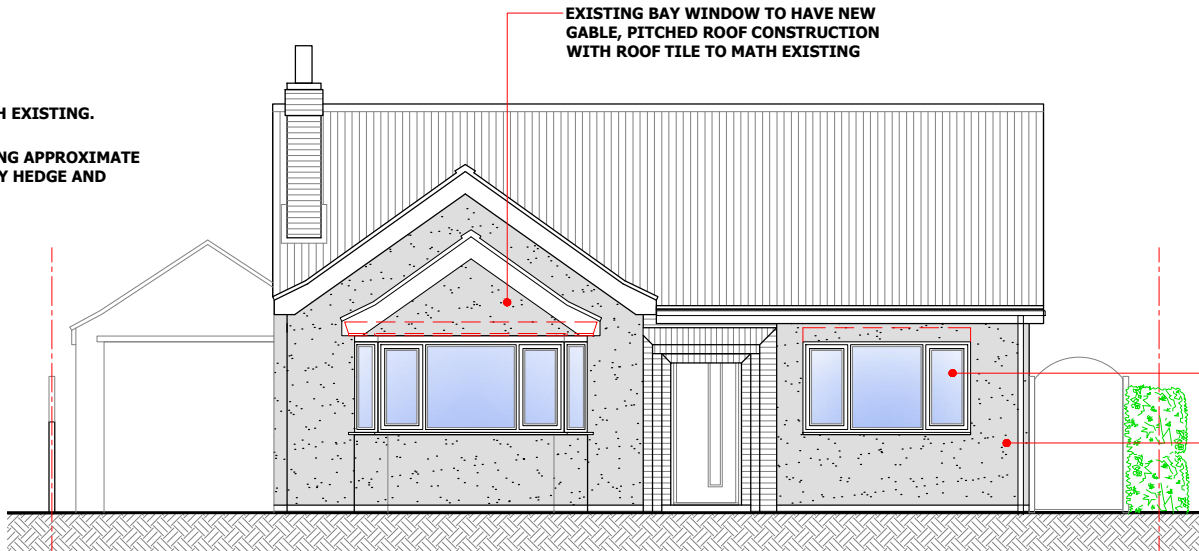 EXISTING BAY WINDOW TO HAVE NEW
GABLE, PITCHED ROOF CONSTRUCTION
WITH ROOF TILE TO MATH EXISTING
H EXISTING.
NG APPROXIMATE
Y HEDGE AND